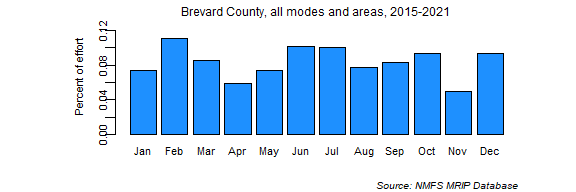 Brevard County, all modes and areas, 2015-2021
Percent of effort
0.12
0.08
0.04
0.00
Jan Feb Mar Apr May Jun Jul Aug Sep Oct Nov Dec
Source: NMFS MRIP Database